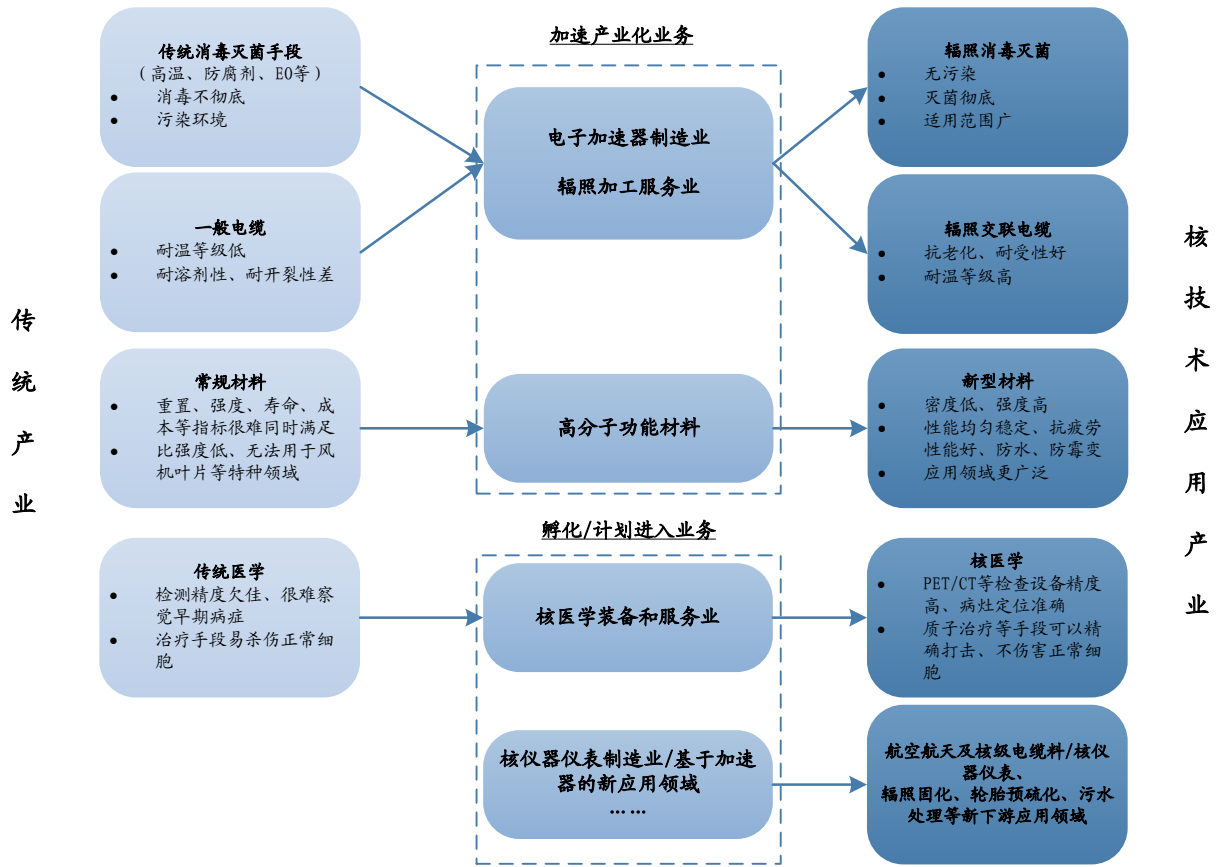 传统产业
传统消毒灭菌手段
（高温、防腐剂、EO等）
• 消毒不彻底
• 污染环境
一般电缆
• 耐温等级低
• 耐溶剂性、耐开裂性差
常规材料
• 重置、强度、寿命、成
本等指标很难同时满足
• 比强度低、无法用于风
机叶片等特种领域
传统医学
• 检测精度欠佳、很难察
觉早期病症
• 治疗手段易杀伤正常细
胞
加速产业化业务
电子加速器制造业
辐照加工服务业
高分子功能材料
孵化/计划进入业务
核医学装备和服务业
核仪器仪表制造业/基于加速
器的新应用领域
……
辐照消毒灭菌
• 无污染
• 灭菌彻底
• 适用范围广
辐照交联电缆
• 抗老化、耐受性好
• 耐温等级高
新型材料
• 密度低、强度高
• 性能均匀稳定、抗疲劳
性能好、防水、防霉变
• 应用领域更广泛
核医学
• PET/CT等检查设备精度
高、病灶定位准确
• 质子治疗等手段可以精
确打击、不伤害正常细
胞
航空航天及核级电缆料/核仪
器仪表、
辐照固化、轮胎预硫化、污水
处理等新下游应用领域
核技术应用产业